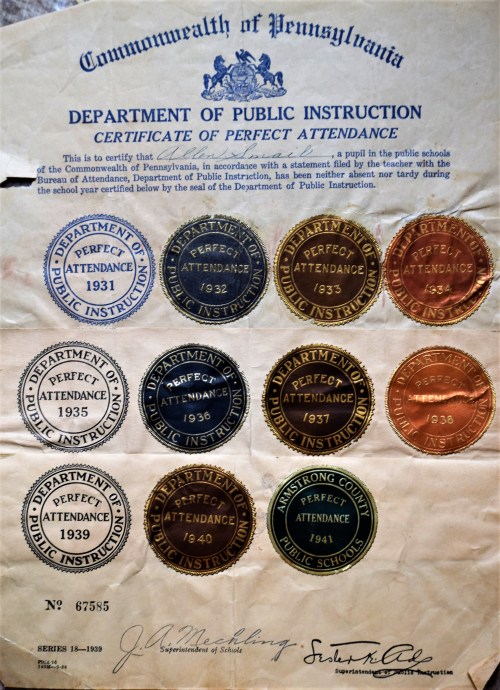 Commonwealth of Pennsylvania
DEPARTMENT OF PUBLIC INSTRUCTION
CERTIFICATE OF PERFECT ATTENDANCE
This is to certify that Allen Smail, a pupil in the public schools
of the Commonwealth of Pennsylvania, in accordance with a statement filed by the teacher with the
Bureau of Attendance, Department of Public Instruction, has been neither absent nor tardy during
the school year certified below by the seal of the Department of Public Instruction.
DEPARTMENT OF PUBLIC INSTRUCTION
PERFECT
ATTENDANCE
1931
DEPARTMENT OF PUBLIC INSTRUCTION
PERFECT
ATTENDANCE
1932
DEPARTMENT OF PUBLIC INSTRUCTION
PERFECT
ATTENDANCE
1933
DEPARTMENT OF PUBLIC INSTRUCTION
PERFECT
ATTENDANCE
1934
DEPARTMENT OF PUBLIC INSTRUCTION
PERFECT
ATTENDANCE
1935
DEPARTMENT OF PUBLIC INSTRUCTION
PERFECT
ATTENDANCE
1936
DEPARTMENT OF PUBLIC INSTRUCTION
PERFECT
ATTENDANCE
1937
DEPARTMENT OF PUBLIC INSTRUCTION
PERFECT
ATTENDANCE
1938
DEPARTMENT OF PUBLIC INSTRUCTION
PERFECT
ATTENDANCE
1939
DEPARTMENT OF PUBLIC INSTRUCTION
PERFECT
ATTENDANCE
1940
ARMSTRONG COUNTY PUBLIC SCHOOLS
PERFECT
ATTENDANCE
1941
No 67585
SERIES 18—1939
J. A. Mechling
Superintendent of Schools
Superintendent of Public Instruction